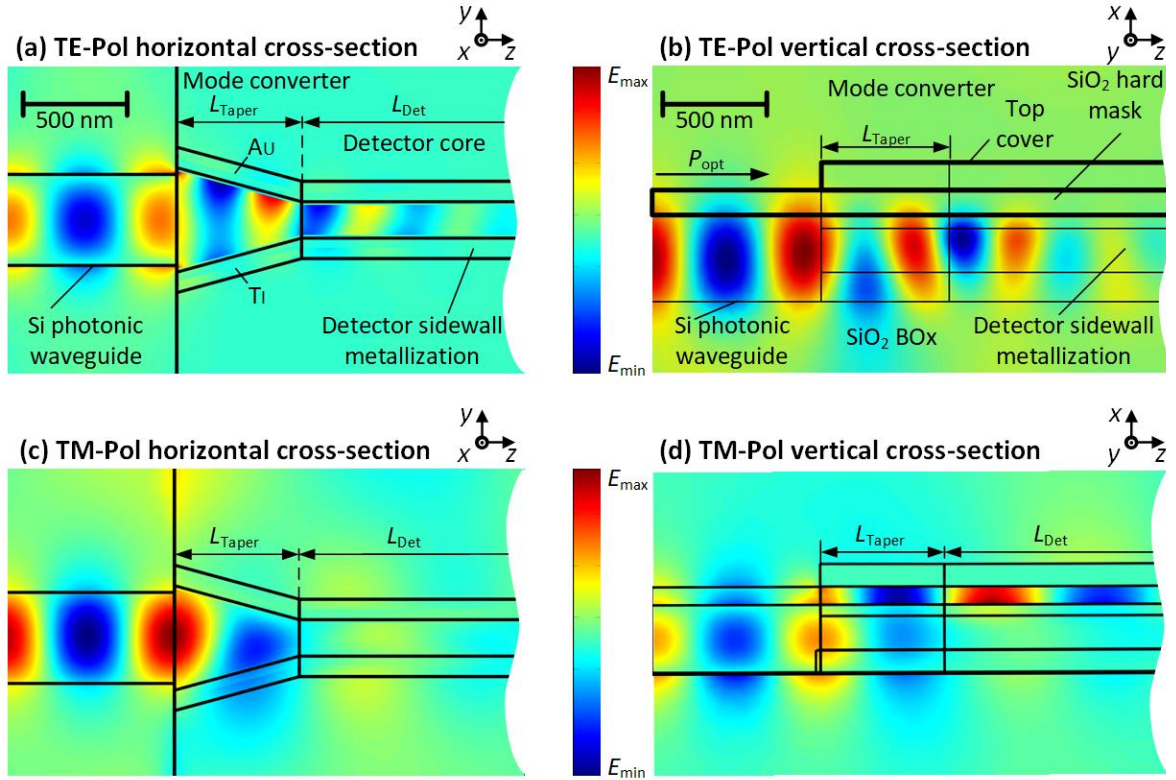 (a) TE-Pol horizontal cross-section
y
x
z
Mode converter
500 nm
LTaper
LDet
Au
Detector core
Ti
Si photonic
waveguide
Detector sidewall
metallization
Emax
Emin
(b) TE-Pol vertical cross-section
x
y
z
Mode converter
SiO2 hard
mask
500 nm
Top
cover
LTaper
Popt
Si photonic
waveguide
SiO2 BOx
Detector sidewall
metallization
(c) TM-Pol horizontal cross-section
y
x
z
LTaper
LDet
Emax
Emin
(d) TM-Pol vertical cross-section
x
y
z
LTaper
LDet